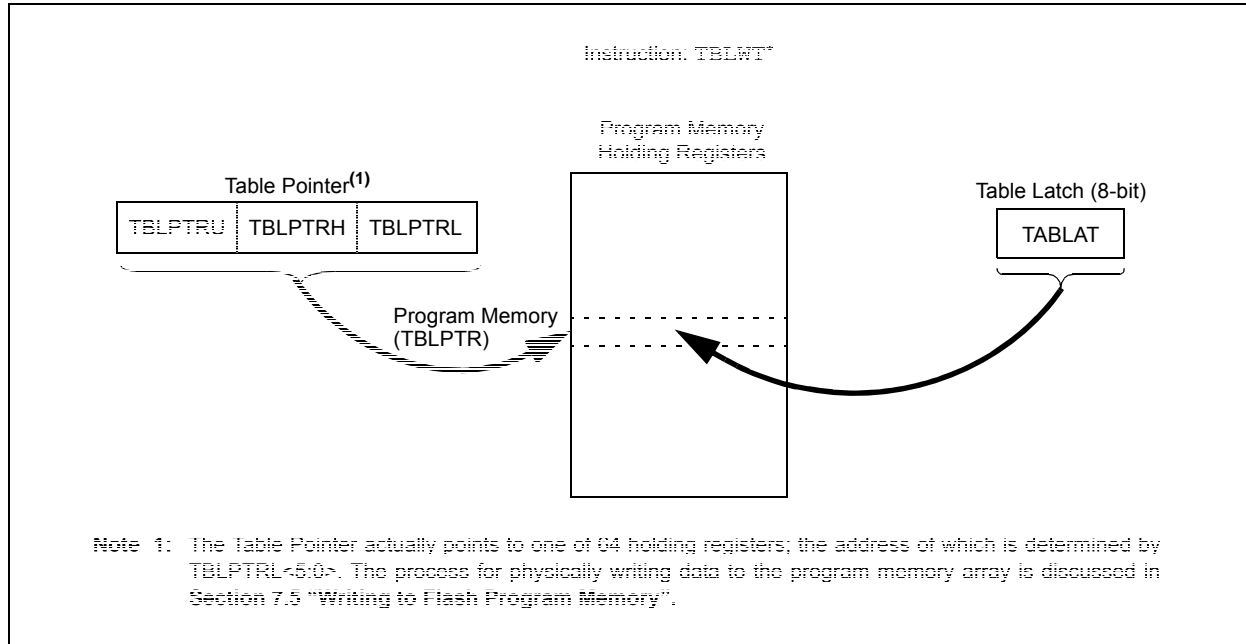 Instruction: TBLWT*
Program Memory
Holding Registers
Table Pointer(1)
Table Latch (8-bit)
TBLPTRU TBLPTRH TBLPTRL
TABLAT
Program Memory
(TBLPTR)
Note 1: The Table Pointer actually points to one of 64 holding registers; the address of which is determined by
TBLPTRL<5:0>. The process for physically writing data to the program memory array is discussed in
Section 7.5 “Writing to Flash Program Memory”.